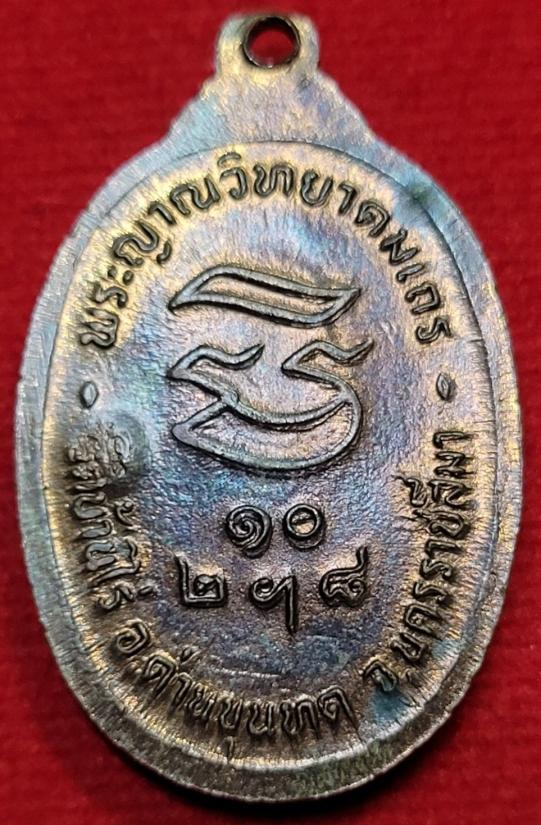 พระญาณวิทยาคมเถร
๑๐
๒ ฯ ๘
วัดบ้านไร่ อ.ด่านขุนทด จ.นครราชสีมา